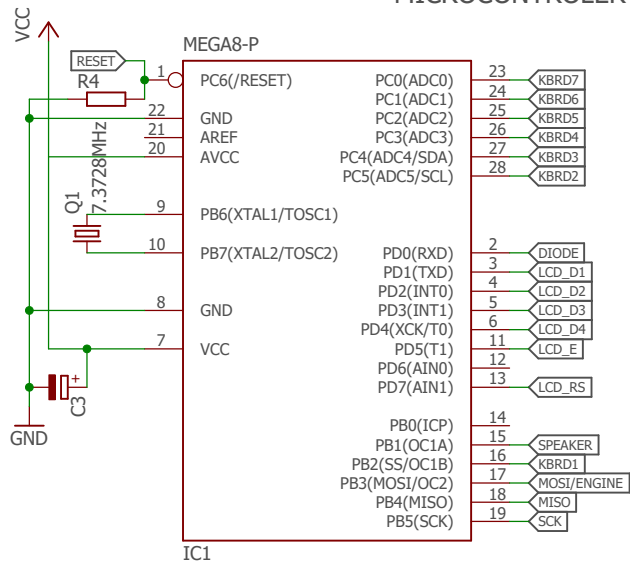 MICROCONTROLER
VCC
MEGA8-P
RESET
R4
1 PC6(/RESET)
22 GND
21 AREF
20 AVCC
Q1
7.3728MHz
9 PB6(XTAL1/TOSC1)
10 PB7(XTAL2/TOSC2)
8 GND
7 VCC
+
C3
GND
PC0(ADC0) 23 KBRD7
PC1(ADC1) 24 KBRD6
PC2(ADC2) 25 KBRD5
PC3(ADC3) 26 KBRD4
PC4(ADC4/SDA) 27 KBRD3
PC5(ADC5/SCL) 28 KBRD2
PD0(RXD) 2 DIODE
PD1(TXD) 3 LCD_D1
PD2(INT0) 4 LCD_D2
PD3(INT1) 5 LCD_D3
PD4(XCK/T0) 6 LCD_D4
PD5(T1) 11 LCD_E
PD6(AIN0) 12
PD7(AIN1) 13 LCD_RS
PB0(ICP) 14
PB1(OC1A) 15 SPEAKER
PB2(SS/OC1B) 16 KBRD1
PB3(MOSI/OC2) 17 MOSI/ENGINE
PB4(MISO) 18 MISO
PB5(SCK) 19 SCK
IC1